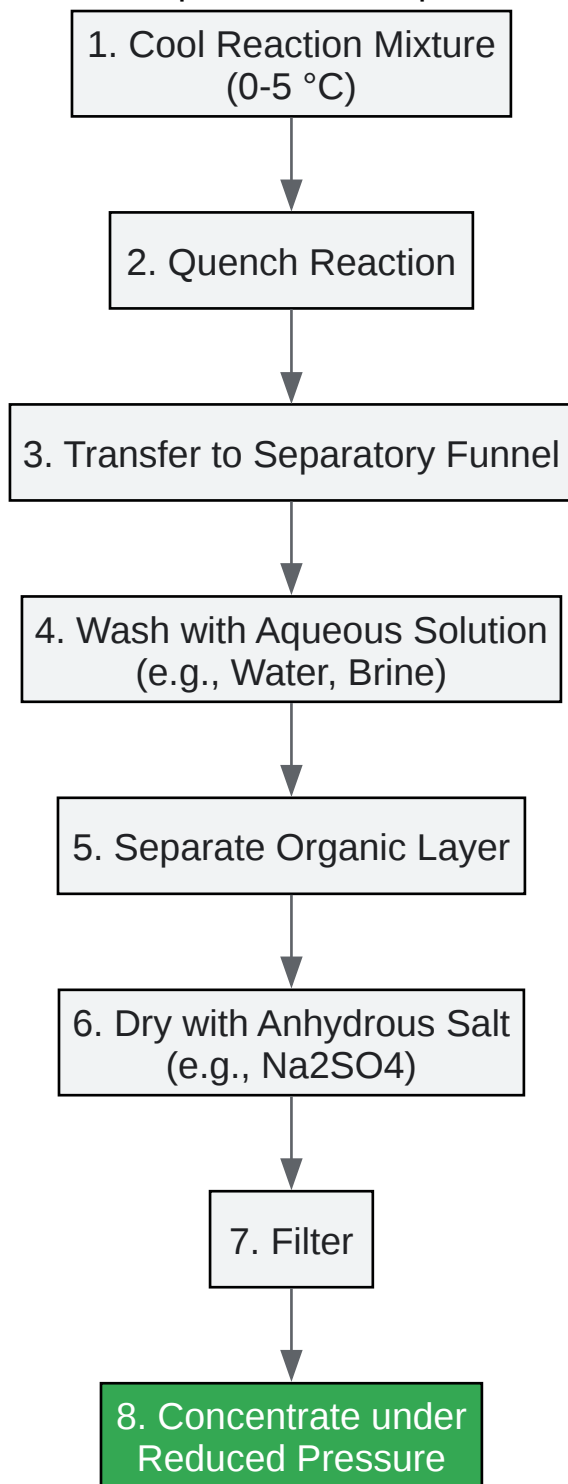 1. Cool Reaction Mixture
(0-5 °C)
2. Quench Reaction
3. Transfer to Separatory Funnel
4. Wash with Aqueous Solution
(e.g., Water, Brine)
5. Separate Organic Layer
6. Dry with Anhydrous Salt
(e.g., Na2SO4)
7. Filter
8. Concentrate under
Reduced Pressure